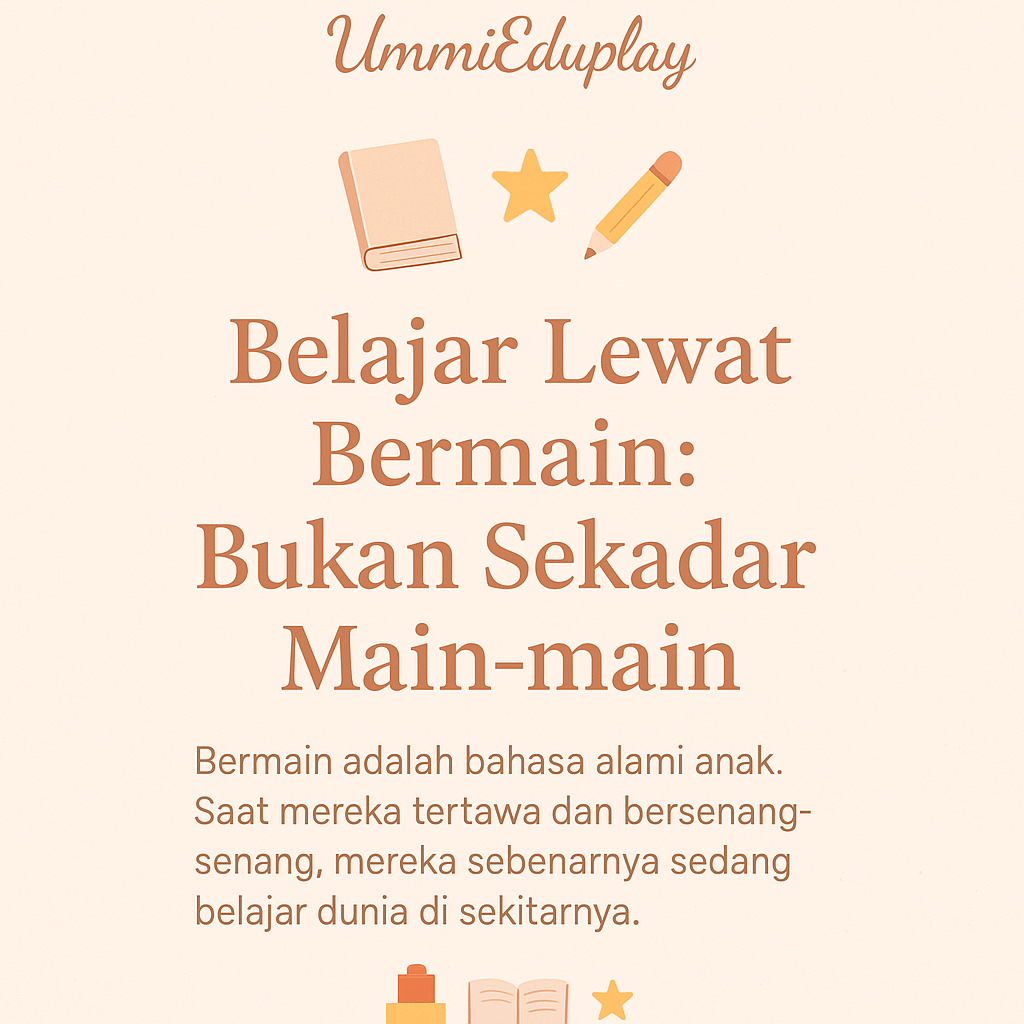 UmmiEduplay
Belajar Lewat
Bermain:
Bukan Sekadar
Main-main
Bermain adalah bahasa alami anak.
Saat mereka tertawa dan bersenang-
senang, mereka sebenarnya sedang
belajar dunia di sekitarnya.